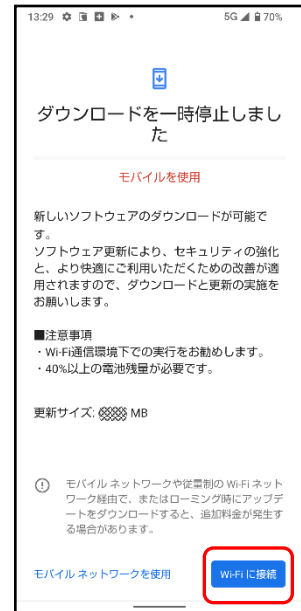 13:29 5G 70%
ダウンロードを一時停止しまし
た
モバイルを使用
新しいソフトウェアのダウンロードが可能で
す。
ソフトウェア更新により、セキュリティの強化
と、より快適にご利用いただくための改善が適
用されますので、ダウンロードと更新の実施を
お願いします。
■注意事項
・Wi-Fi通信環境下での実行をお勧めします。
・40%以上の電池残量が必要です。
更新サイズ: MB
モバイル ネットワークや従量制の Wi-Fi ネット
ワーク経由で、またはローミング時にアップデ
ートをダウンロードすると、追加料金が発生す
る場合があります。
モバイル ネットワークを使用 Wi-Fi に接続